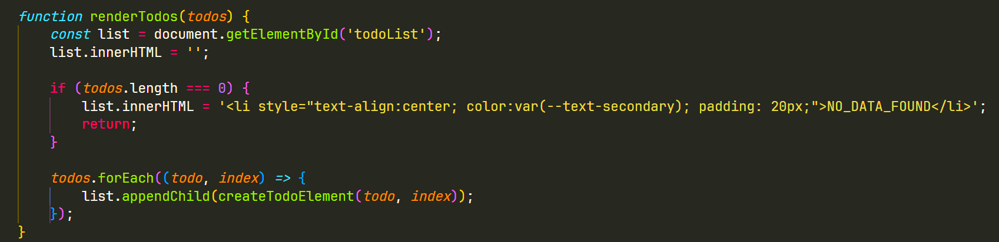 function renderTodos(todos) {
    const list = document.getElementById('todoList');
    list.innerHTML = '';

    if (todos.length === 0) {
        list.innerHTML = '<li style="text-align:center; color:var(--text-secondary); padding: 20px;">NO_DATA_FOUND</li>';
        return;
    }

    todos.forEach((todo, index) => {
        list.appendChild(createTodoElement(todo, index));
    });
}